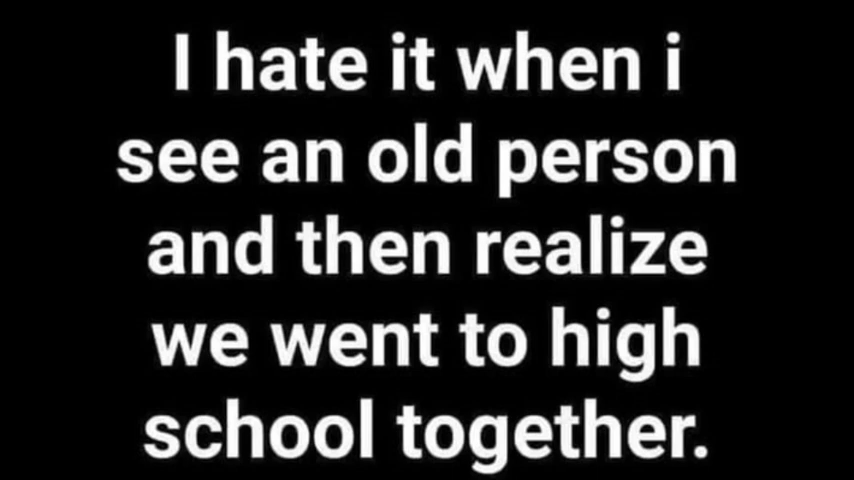 I hate it when i
see an old person
and then realize
we went to high
school together.